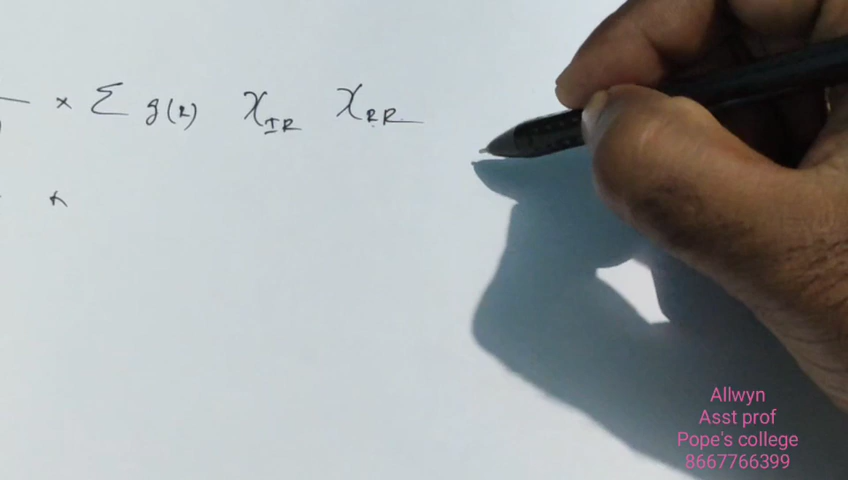 × Σ g(R) χIR χRR
Allwyn
Asst prof
Pope's college
8667766399